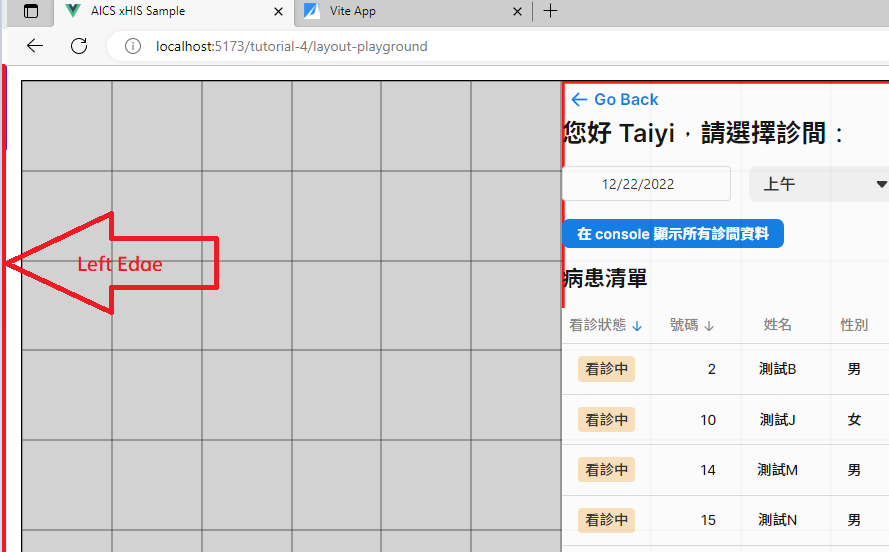 AICS xHIS Sample
Vite App
localhost:5173/tutorial-4/layout-playground
Go Back
您好 Taiyi，請選擇診間：
12/22/2022
上午
在 console 顯示所有診間資料
Left Edge
病患清單
看診狀態 號碼 姓名 性別
看診中 2 測試B 男
看診中 10 測試J 女
看診中 14 測試M 男
看診中 15 測試N 男